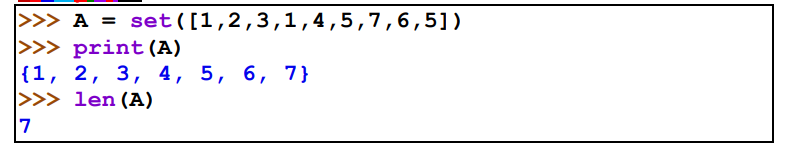 >>> A = set([1,2,3,1,4,5,7,6,5])
>>> print(A)
{1, 2, 3, 4, 5, 6, 7}
>>> len(A)
7